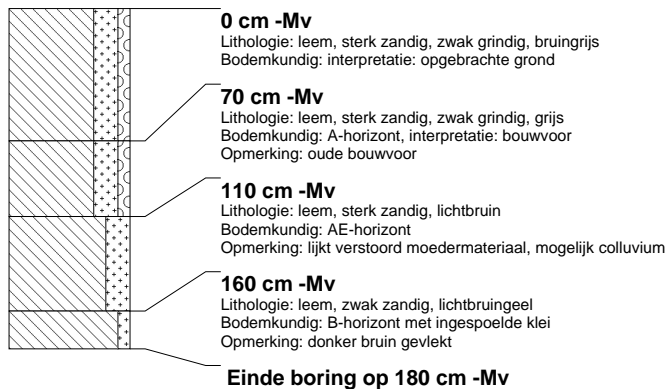 0 cm -Mv
Lithologie: leem, sterk zandig, zwak grindig, bruingrijs
Bodemkundig: interpretatie: opgebrachte grond
70 cm -Mv
Lithologie: leem, sterk zandig, zwak grindig, grijs
Bodemkundig: A-horizont, interpretatie: bouwvoor
Opmerking: oude bouwvoor
110 cm -Mv
Lithologie: leem, sterk zandig, lichtbruin
Bodemkundig: AE-horizont
Opmerking: lijkt verstoord moedermateriaal, mogelijk colluvium
160 cm -Mv
Lithologie: leem, zwak zandig, lichtbruingeel
Bodemkundig: B-horizont met ingespoelde klei
Opmerking: donker bruin gevlekt
Einde boring op 180 cm -Mv